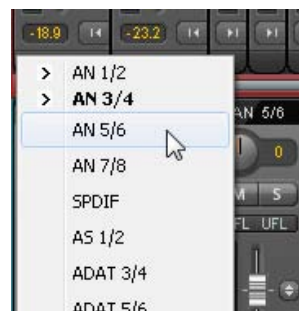 -18.9 -23.2
> AN 1/2
> AN 3/4
AN 5/6
AN 5/6
0
AN 7/8
S
SPDIF
FL UFL
AS 1/2
ADAT 3/4
ADAT 5/6